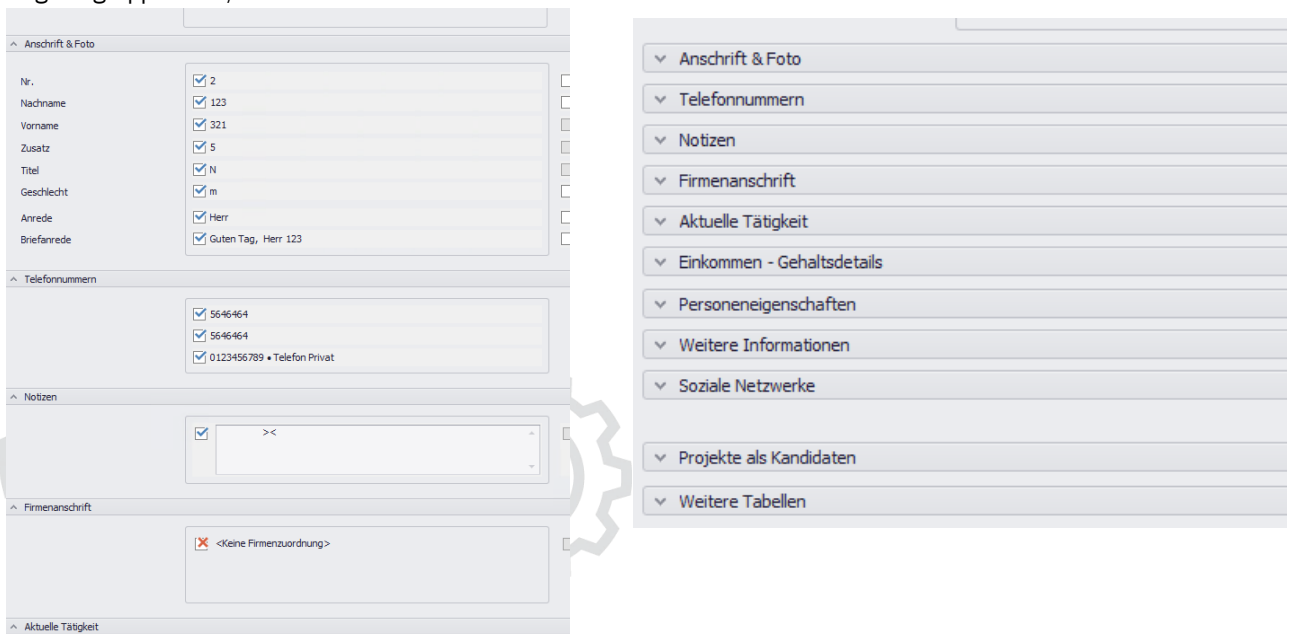 Anschrift & Foto
Nr.
2
Nachname
123
Vorname
321
Zusatz
5
Titel
N
Geschlecht
m
Anrede
Herr
Briefanrede
Guten Tag, Herr 123
Telefonnummern
5646464
5646464
0123456789 • Telefon Privat
Notizen
><
Firmenanschrift
<Keine Firmenzuordnung>
Aktuelle Tätigkeit
Anschrift & Foto
Telefonnummern
Notizen
Firmenanschrift
Aktuelle Tätigkeit
Einkommen - Gehaltsdetails
Personeneigenschaften
Weitere Informationen
Soziale Netzwerke
Projekte als Kandidaten
Weitere Tabellen